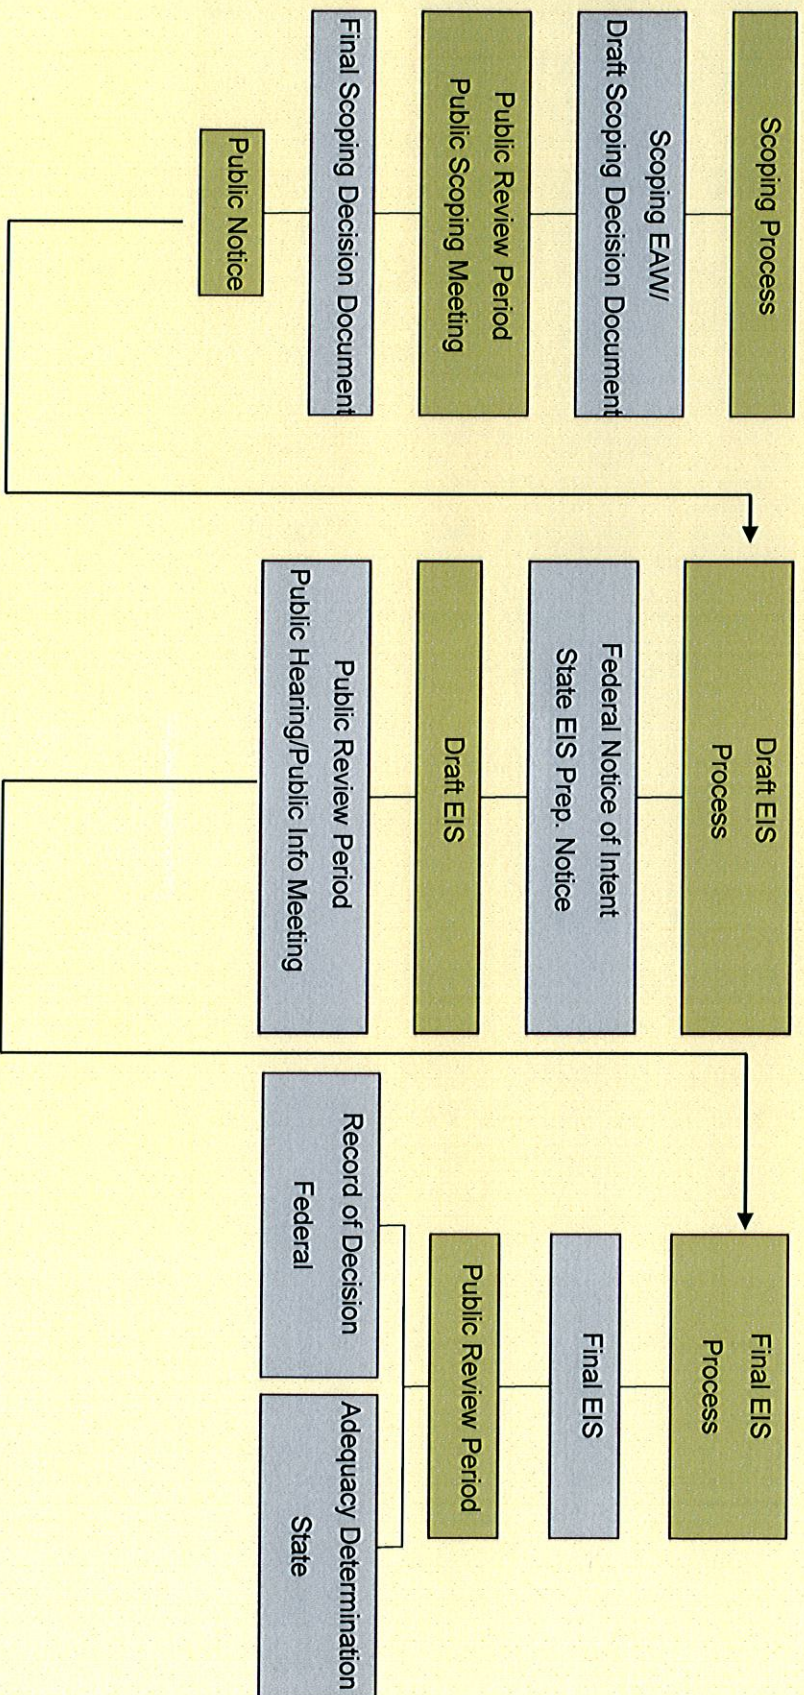 Scoping Process
Scoping EAW/
Draft Scoping Decision Document
Public Review Period
Public Scoping Meeting
Final Scoping Decision Document
Public Notice
Draft EIS
Process
Federal Notice of Intent
State EIS Prep. Notice
Draft EIS
Public Review Period
Public Hearing/Public Info Meeting
Final EIS
Process
Final EIS
Public Review Period
Record of Decision
Federal
Adequacy Determination
State